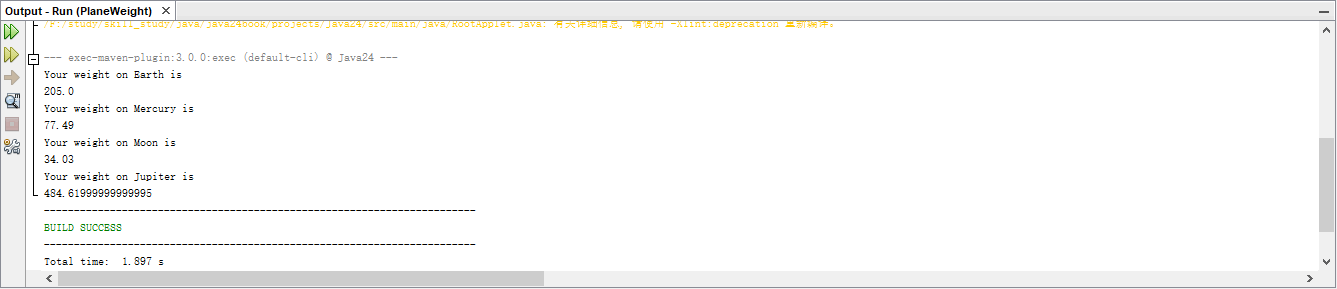 Output - Run (PlaneWeight)
/F:/study/skill_study/java/java24book/projects/Java24/src/main/java/RootApplet.java: 有关详细信息, 请使用 -Xlint:deprecation 重新编译。
--- exec-maven-plugin:3.0.0:exec (default-cli) @ Java24 ---
Your weight on Earth is
205.0
Your weight on Mercury is
77.49
Your weight on Moon is
34.03
Your weight on Jupiter is
484.61999999999995
------------------------------------------------------------------------
BUILD SUCCESS
------------------------------------------------------------------------
Total time:  1.897 s